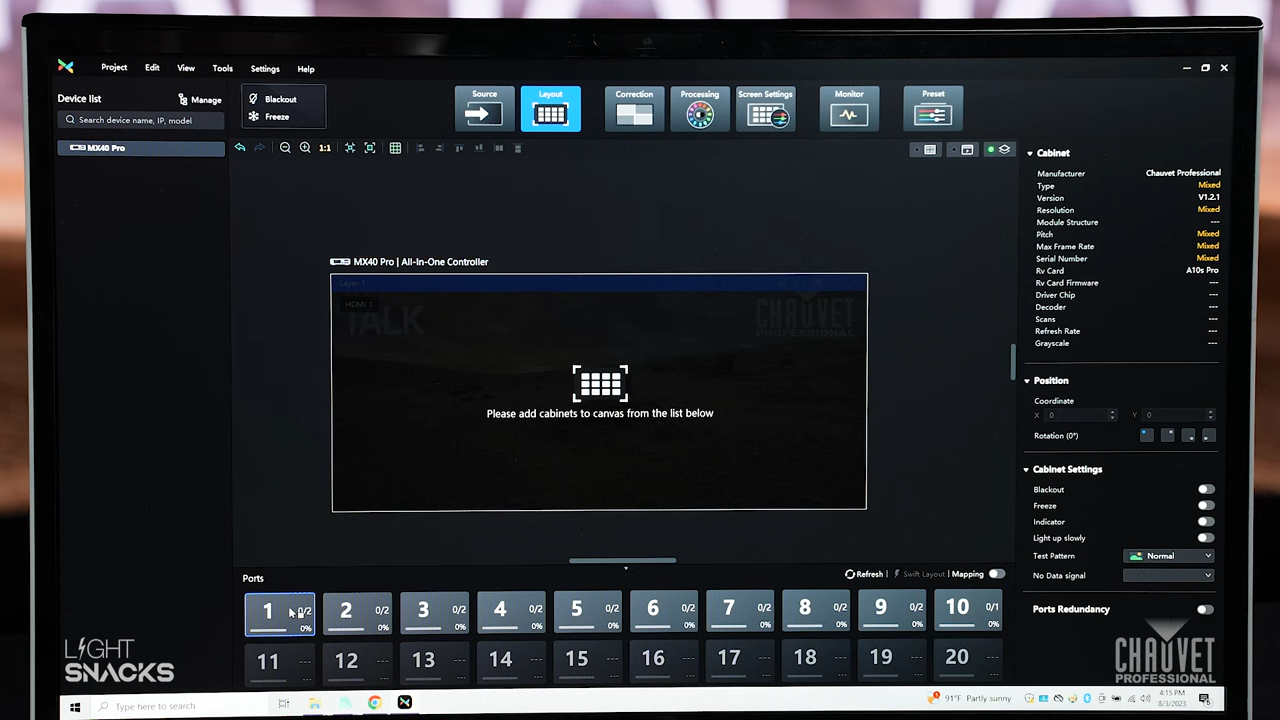 Project Edit View Tools Settings Help
Device list Manage
Search device name, IP, model
MX40 Pro
Blackout
Freeze
Source
Layout
Correction
Processing
Screen Settings
Monitor
Preset
1:1
MX40 Pro | All-In-One Controller
Layer 1
HDMI 1
TALK
CHAUVET
PROFESSIONAL
Please add cabinets to canvas from the list below
Cabinet
Manufacturer Chauvet Professional
Type Mixed
Version V1.2.1
Resolution Mixed
Module Structure ---
Pitch Mixed
Max Frame Rate Mixed
Serial Number Mixed
Rv Card A10s Pro
Rv Card Firmware ---
Driver Chip ---
Decoder ---
Scans ---
Refresh Rate ---
Grayscale ---
Position
Coordinate
X 0 Y 0
Rotation (0°)
Cabinet Settings
Blackout
Freeze
Indicator
Light up slowly
Test Pattern Normal
No Data signal
Ports Redundancy
Ports
Refresh | Swift Layout | Mapping
1 0/2 0%
2 0/2 0%
3 0/2 0%
4 0/2 0%
5 0/2 0%
6 0/2 0%
7 0/2 0%
8 0/2 0%
9 0/2 0%
10 0/1 0%
11 ---
12 ---
13 ---
14 ---
15 ---
16 ---
17 ---
18 ---
19 ---
20 ---
LIGHT
SNACKS
CHAUVET
PROFESSIONAL
Type here to search
91°F Partly sunny
4:15 PM
8/3/2023